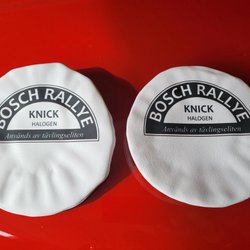 BOSCH RALLYE
KNICK
HALOGEN
Används av tävlingseliten
BOSCH RALLYE
KNICK
HALOGEN
Används av tävlingseliten